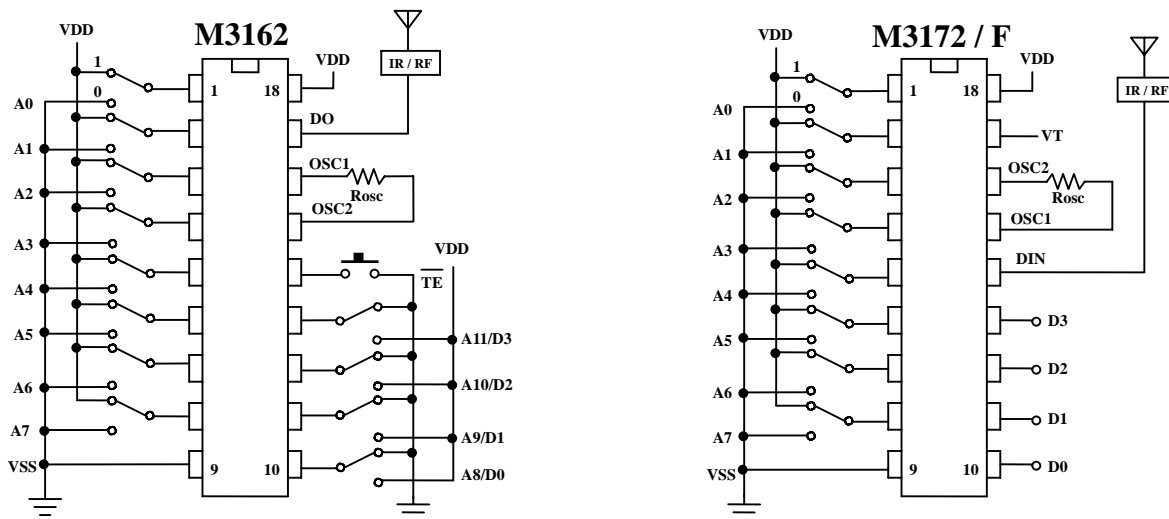 M3162
VDD
1
0
A0
A1
A2
A3
A4
A5
A6
A7
VSS
1
18
9
10
VDD
IR / RF
DO
OSC1
Rosc
OSC2
VDD
TE
A11/D3
A10/D2
A9/D1
A8/D0
M3172 / F
VDD
1
0
A0
A1
A2
A3
A4
A5
A6
A7
VSS
1
18
9
10
VDD
IR / RF
VT
OSC2
Rosc
OSC1
DIN
D3
D2
D1
D0